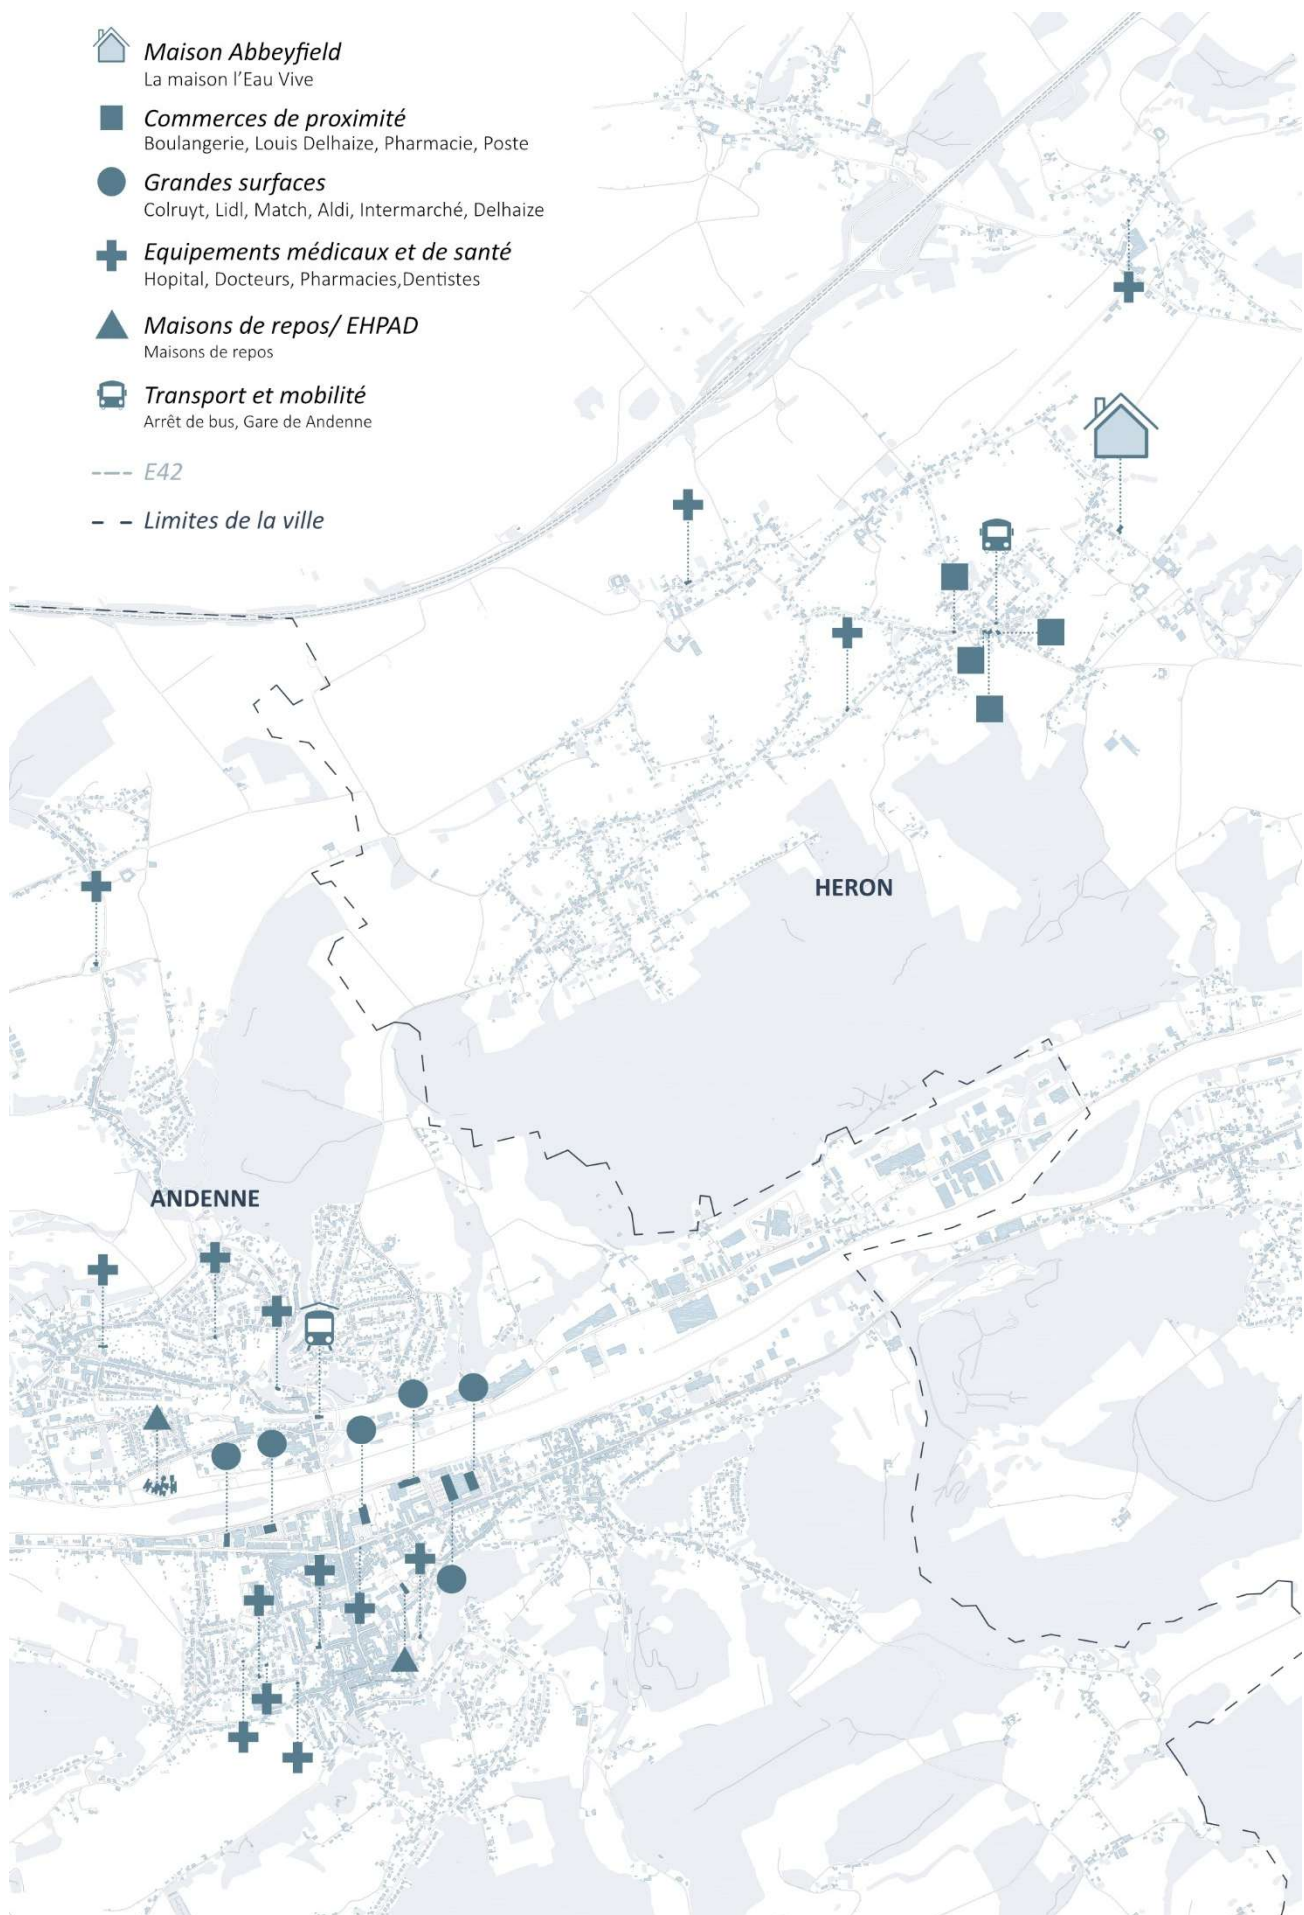 Maison Abbeyfield
La maison l'Eau Vive
Commerces de proximité
Boulangerie, Louis Delhaize, Pharmacie, Poste
Grandes surfaces
Colruyt, Lidl, Match, Aldi, Intermarché, Delhaize
Equipements médicaux et de santé
Hopital, Docteurs, Pharmacies,Dentistes
Maisons de repos/ EHPAD
Maisons de repos
Transport et mobilité
Arrêt de bus, Gare de Andenne
E42
Limites de la ville
HERON
ANDENNE